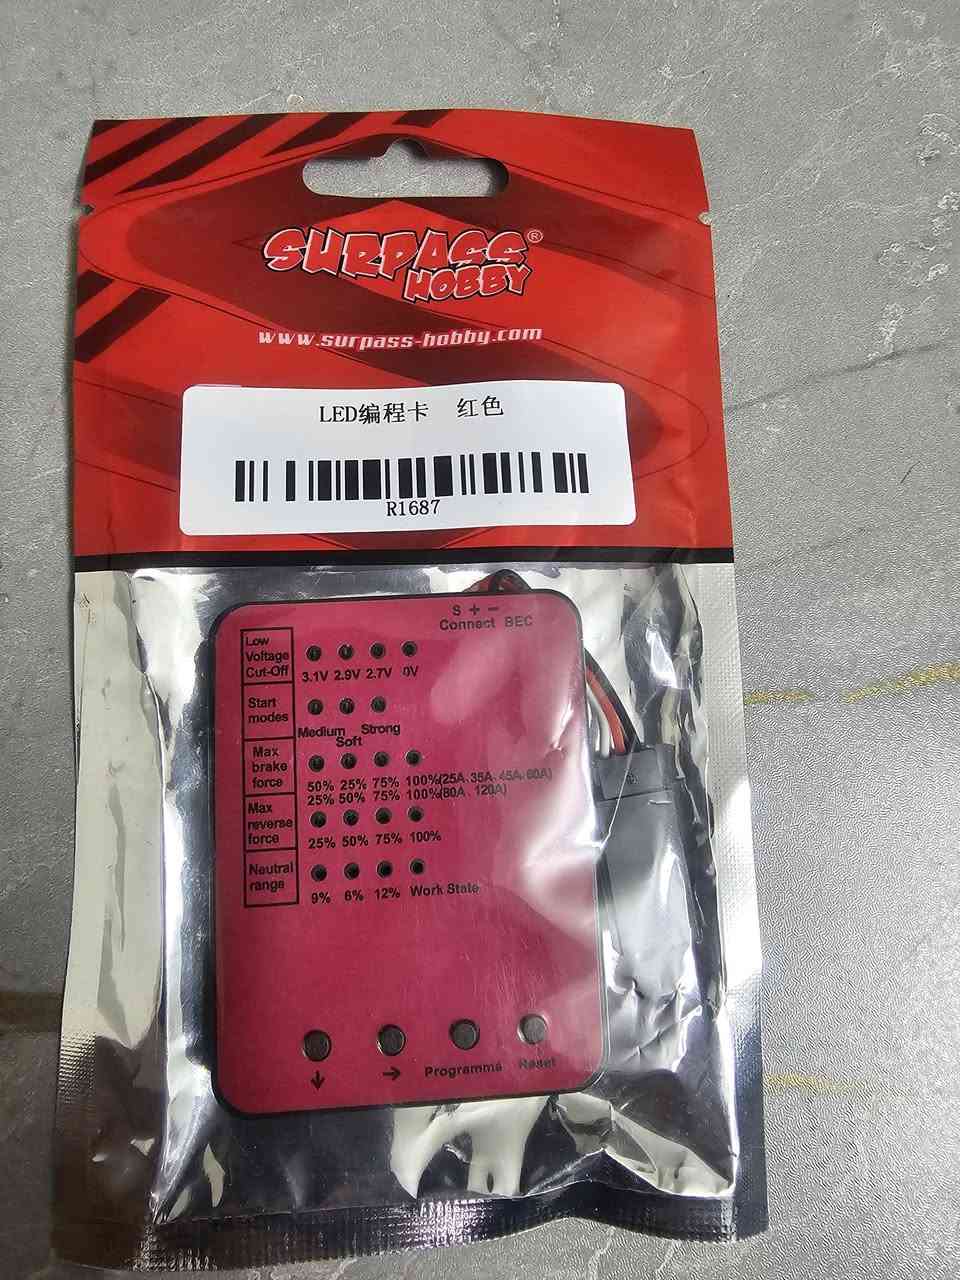 SURPASS®
HOBBY
www.surpass-hobby.com
LED编程卡 红色
R1687
S + −
Connect BEC
Low
Voltage
Cut-Off
3.1V 2.9V 2.7V 0V
Start
modes
Medium Strong
Soft
Max
brake
force
50% 25% 75% 100%(25A、35A、45A、60A)
25% 50% 75% 100%(80A、120A)
Max
reverse
force
25% 50% 75% 100%
Neutral
range
9% 6% 12% Work State
↓ → Programme Reset